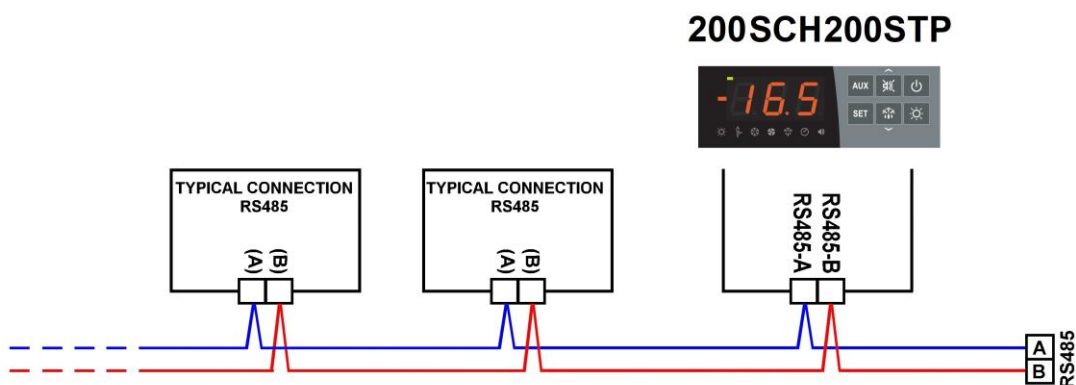 200SCH200STP
-16.5
AUX
SET
TYPICAL CONNECTION
RS485
(A)
(B)
TYPICAL CONNECTION
RS485
(A)
(B)
RS485-A
RS485-B
A
B
RS485